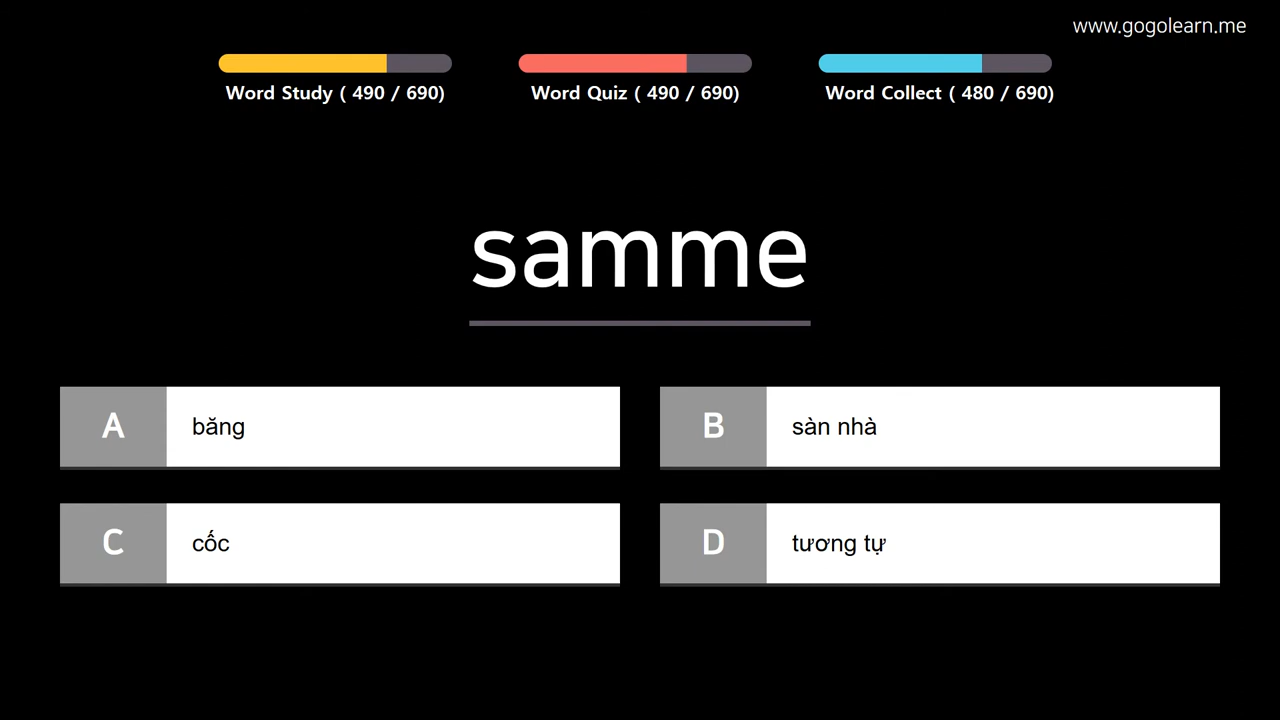 www.gogolearn.me
Word Study ( 490 / 690)
Word Quiz ( 490 / 690)
Word Collect ( 480 / 690)
samme
A băng
B sàn nhà
C cốc
D tương tự